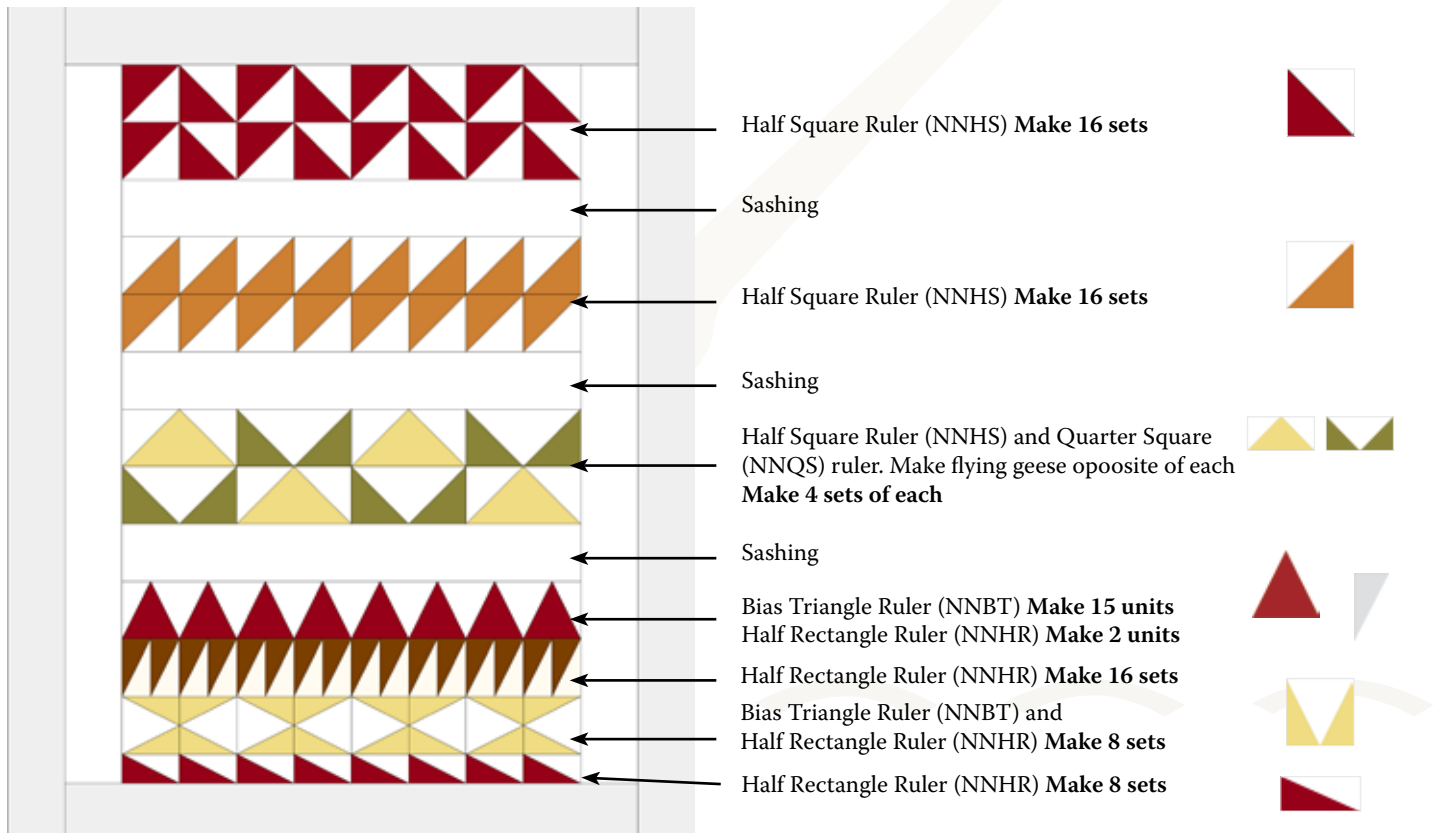 Half Square Ruler (NNHS) Make 16 sets
Sashing
Half Square Ruler (NNHS) Make 16 sets
Sashing
Half Square Ruler (NNHS) and Quarter Square
(NNQS) ruler. Make flying geese opoosite of each
Make 4 sets of each
Sashing
Bias Triangle Ruler (NNBT) Make 15 units
Half Rectangle Ruler (NNHR) Make 2 units
Half Rectangle Ruler (NNHR) Make 16 sets
Bias Triangle Ruler (NNBT) and
Half Rectangle Ruler (NNHR) Make 8 sets
Half Rectangle Ruler (NNHR) Make 8 sets